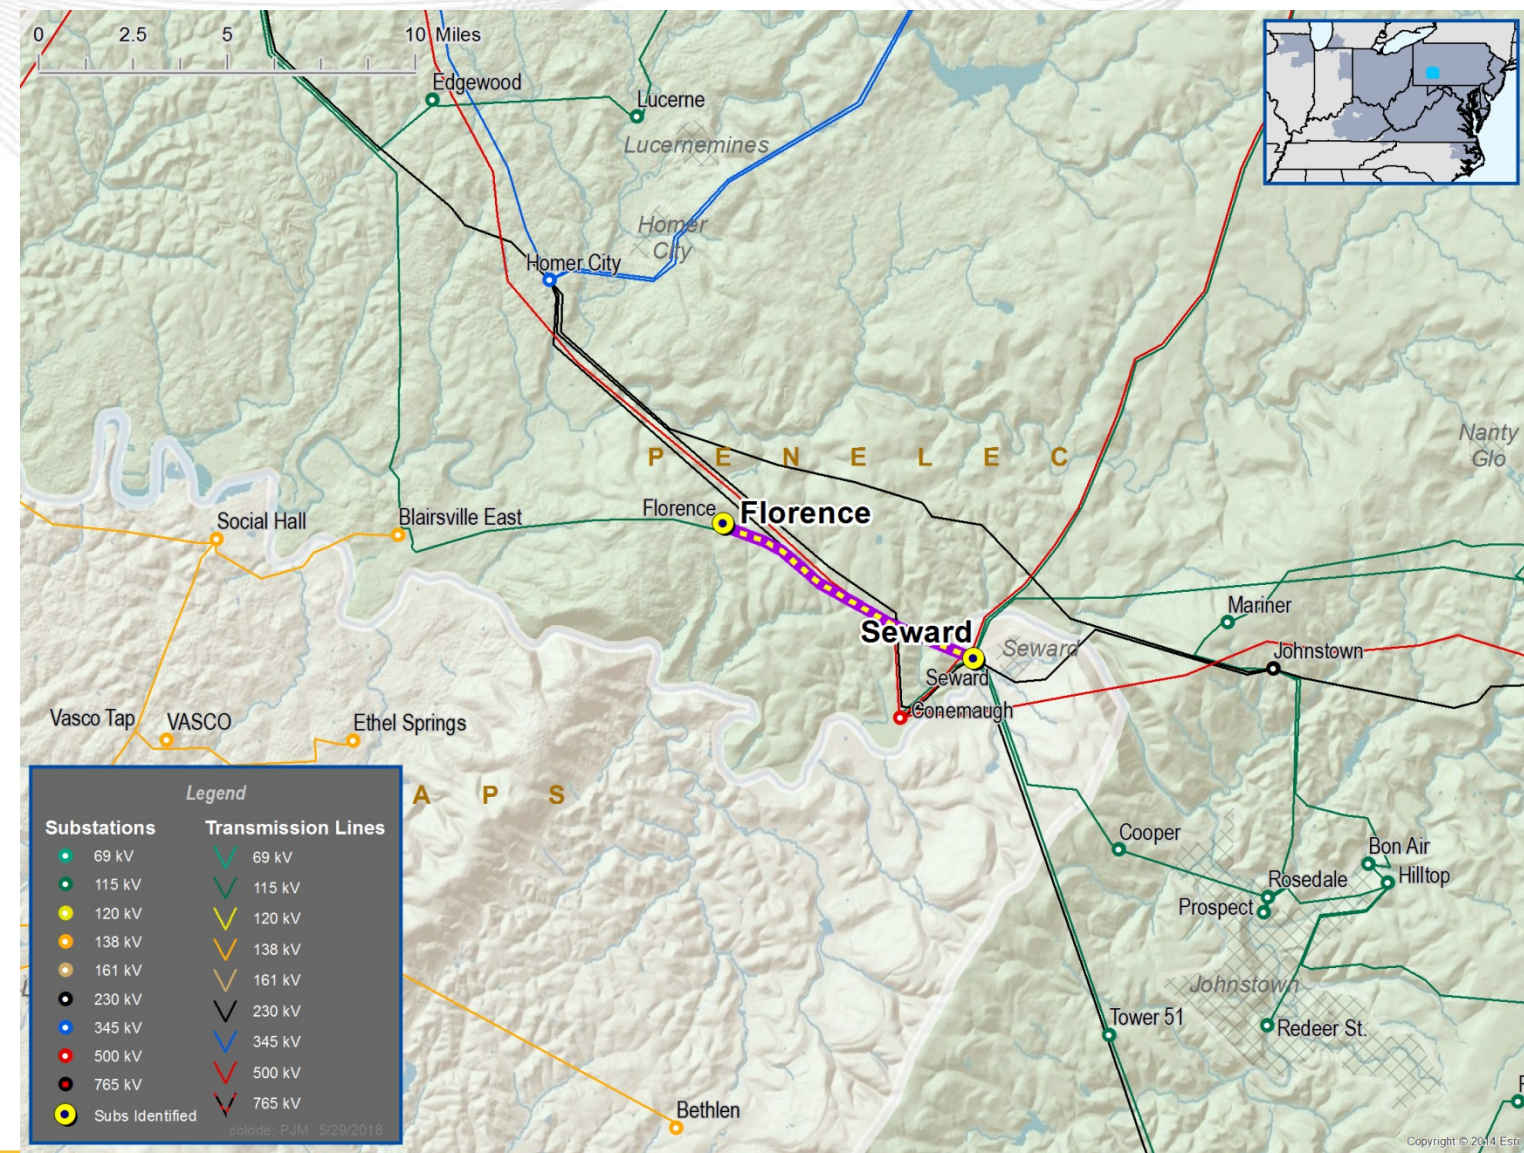 0 2.5 5 10 Miles
Edgewood
Lucerne
Lucernemines
Homer
City
Homer City
Nanty
Glo
P E N E L E C
Social Hall
Blairsville East
Florence
Florence
Mariner
Seward
Seward
Johnstown
Seward
Conemaugh
Vasco Tap
VASCO
Ethel Springs
A P S
Cooper
Bon Air
Rosedale
Hilltop
Prospect
Johnstown
Tower 51
Redeer St.
Bethlen
Legend
Substations
Transmission Lines
69 kV 69 kV
115 kV 115 kV
120 kV 120 kV
138 kV 138 kV
161 kV 161 kV
230 kV 230 kV
345 kV 345 kV
500 kV 500 kV
765 kV 765 kV
Subs Identified
colode; PJM 5/29/2018
Copyright © 2014 Esri